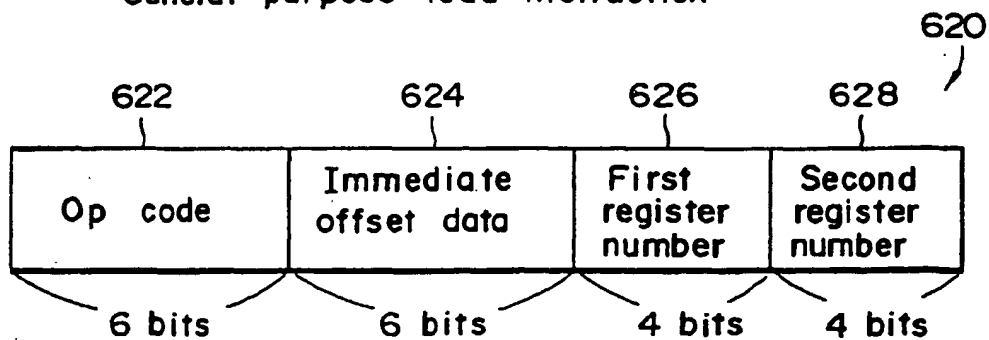 General purpose load instruction
620
622 624 626 628
Op code
Immediate offset data
First register number
Second register number
6 bits 6 bits 4 bits 4 bits